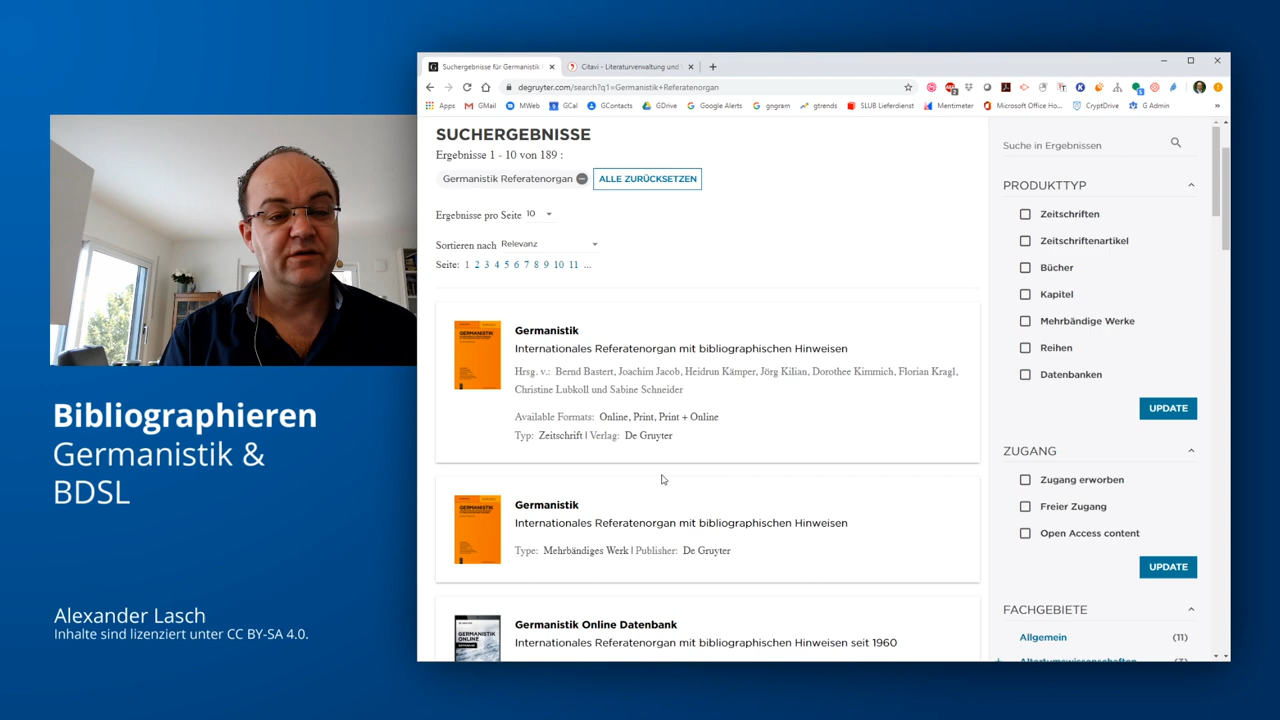 Suchergebnisse für Germanistik
Citavi - Literaturverwaltung und
degruyter.com/search?q1=Germanistik+Referatenorgan
Apps
GMail
MWeb
GCal
GContacts
GDrive
Google Alerts
gngram
gtrends
SLUB Lieferdienst
Mentimeter
Microsoft Office Ho...
CryptDrive
G Admin
»
SUCHERGEBNISSE
Ergebnisse 1 - 10 von 189 :
Germanistik Referatenorgan
ALLE ZURÜCKSETZEN
Ergebnisse pro Seite 10
Sortieren nach Relevanz
Seite: 1 2 3 4 5 6 7 8 9 10 11 ...
Germanistik
Internationales Referatenorgan mit bibliographischen Hinweisen
Hrsg. v.: Bernd Bastert, Joachim Jacob, Heidrun Kämper, Jörg Kilian, Dorothee Kimmich, Florian Kragl,
Christine Lubkoll und Sabine Schneider
Available Formats: Online, Print, Print + Online
Typ: Zeitschrift | Verlag: De Gruyter
Germanistik
Internationales Referatenorgan mit bibliographischen Hinweisen
Type: Mehrbändiges Werk | Publisher: De Gruyter
GERMANISTIK
ONLINE
Germanistik Online Datenbank
Internationales Referatenorgan mit bibliographischen Hinweisen seit 1960
Suche in Ergebnissen
PRODUKTTYP
Zeitschriften
Zeitschriftenartikel
Bücher
Kapitel
Mehrbändige Werke
Reihen
Datenbanken
UPDATE
ZUGANG
Zugang erworben
Freier Zugang
Open Access content
UPDATE
FACHGEBIETE
Allgemein (11)
Altertumswissenschaften (3)
Bibliographieren
Germanistik &
BDSL
Alexander Lasch
Inhalte sind lizenziert unter CC BY-SA 4.0.